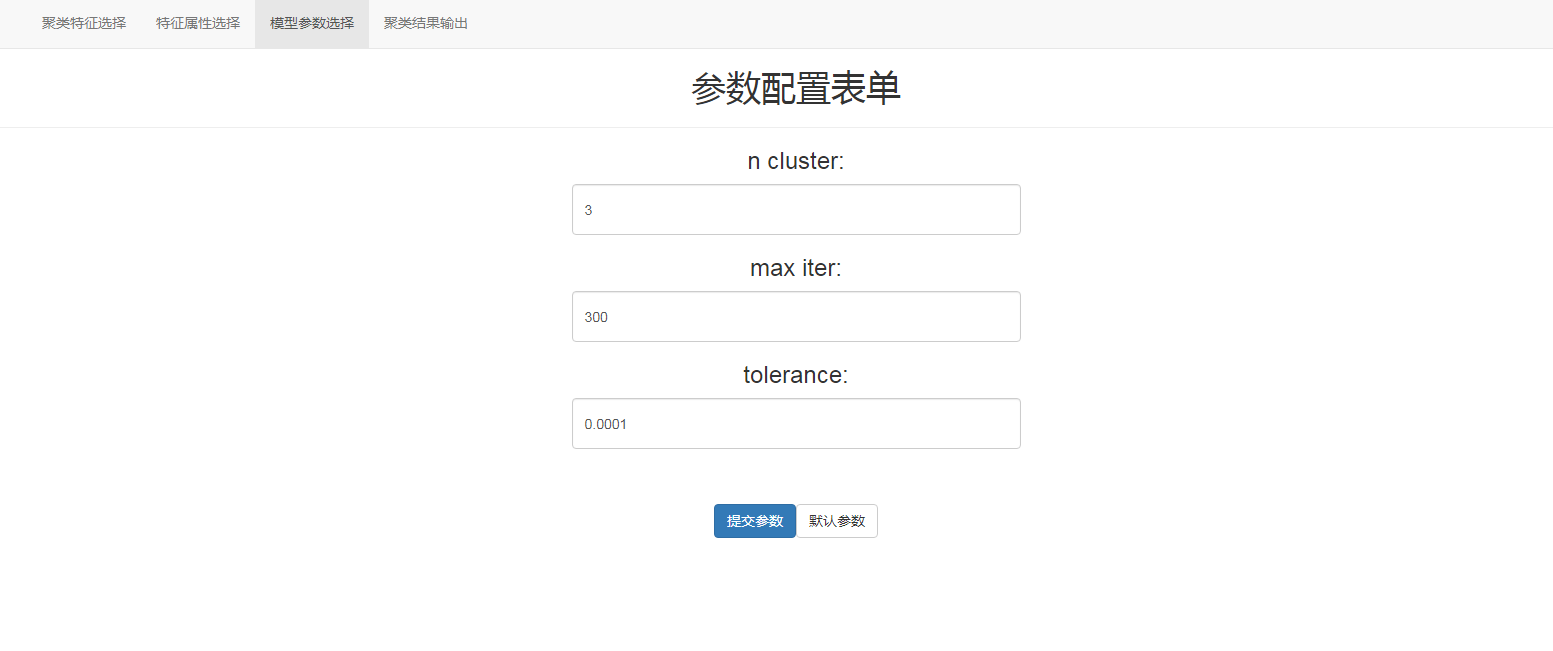 聚类特征选择 特征属性选择 模型参数选择 聚类结果输出
参数配置表单
n cluster:
3
max iter:
300
tolerance:
0.0001
提交参数 默认参数